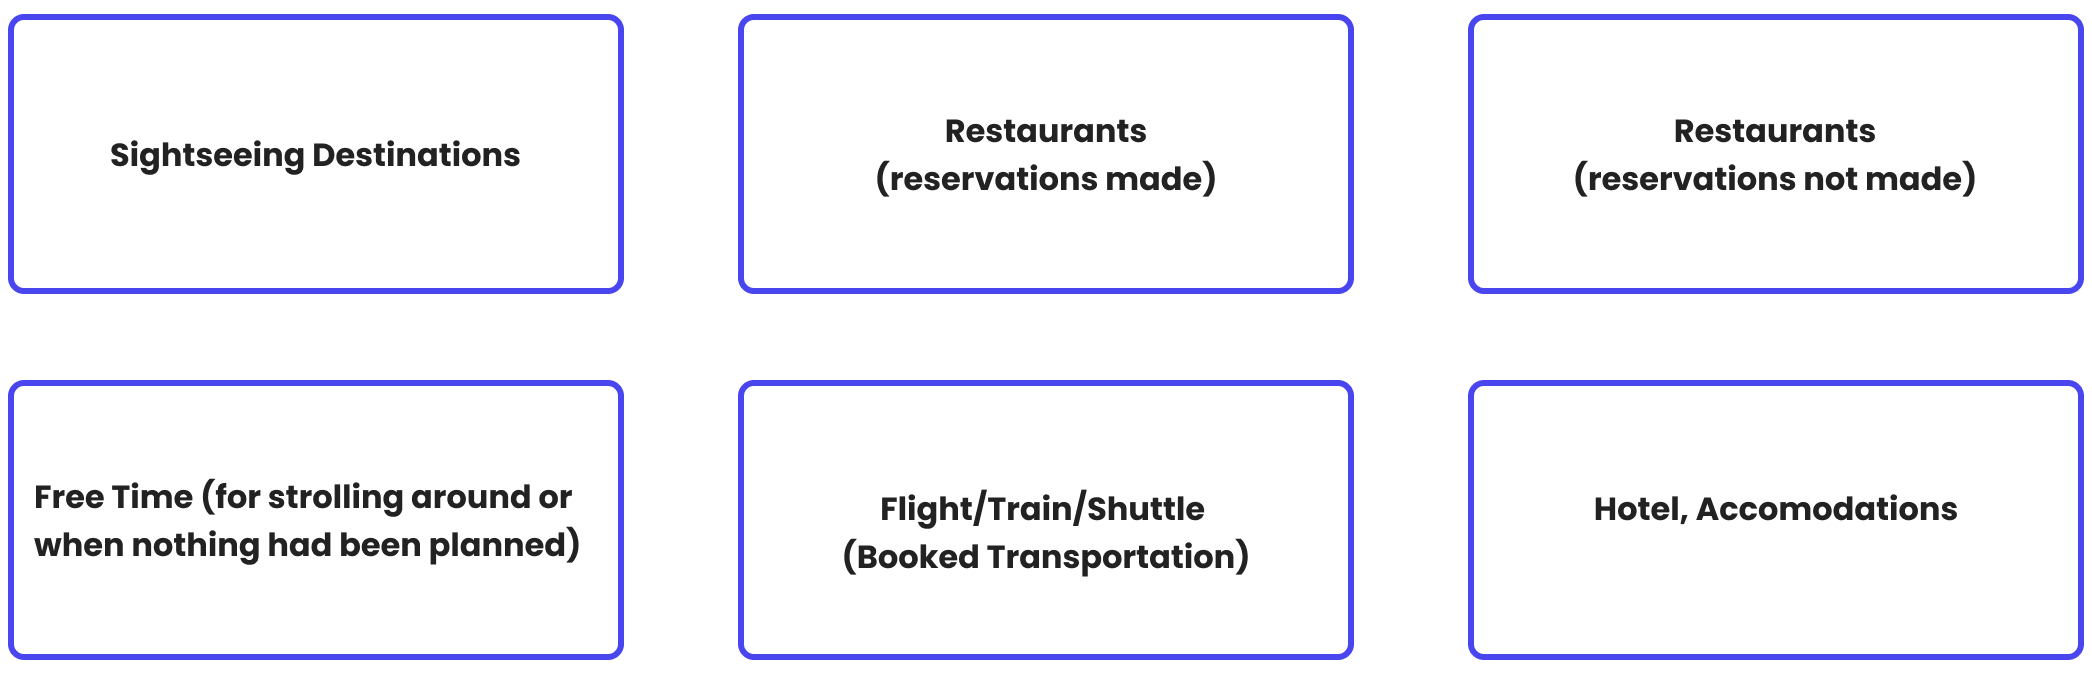 Sightseeing Destinations
Restaurants
(reservations made)
Restaurants
(reservations not made)
Free Time (for strolling around or
when nothing had been planned)
Flight/Train/Shuttle
(Booked Transportation)
Hotel, Accomodations